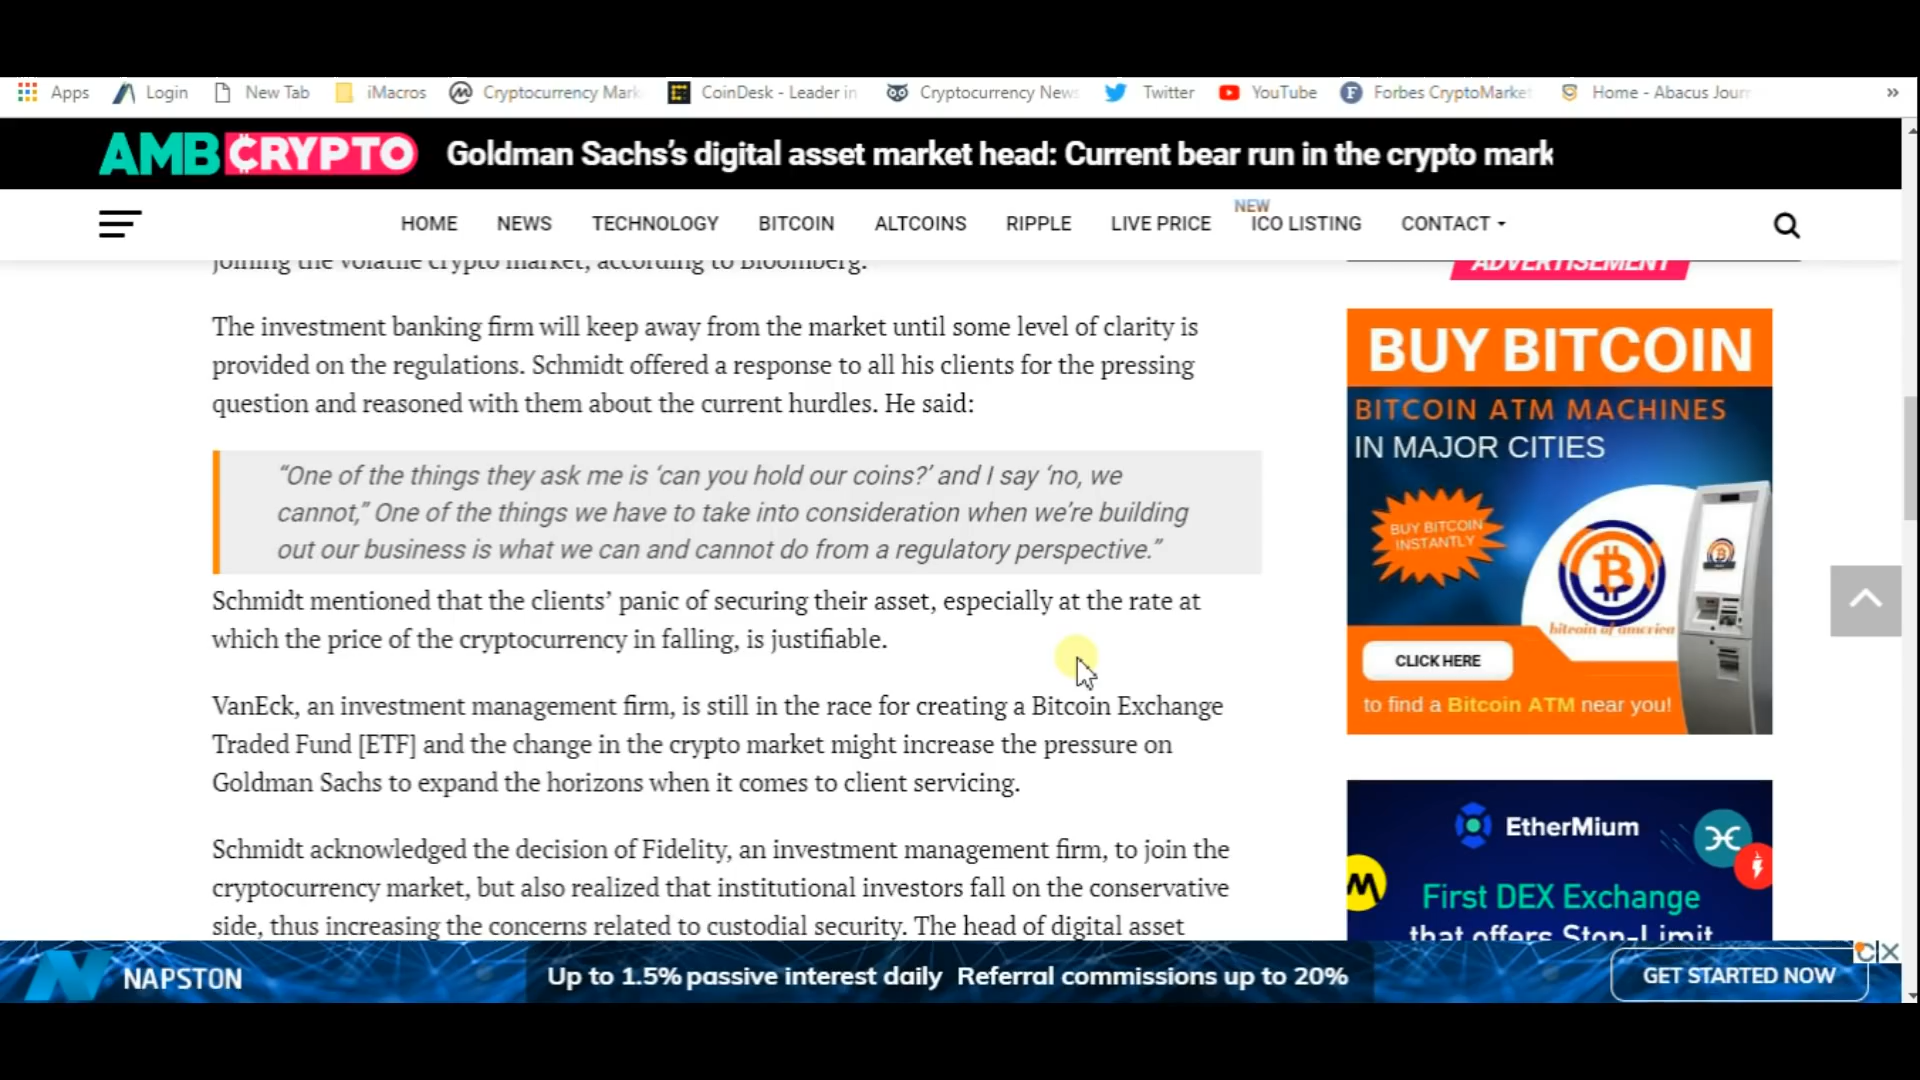 Apps Login New Tab iMacros Cryptocurrency Mark CoinDesk - Leader in Cryptocurrency News Twitter YouTube Forbes CryptoMarket Home - Abacus Jour »
AMBCRYPTO Goldman Sachs's digital asset market head: Current bear run in the crypto mark
HOME NEWS TECHNOLOGY BITCOIN ALTCOINS RIPPLE LIVE PRICE NEW ICO LISTING CONTACT
joining the volatile crypto market, according to Bloomberg.
The investment banking firm will keep away from the market until some level of clarity is
provided on the regulations. Schmidt offered a response to all his clients for the pressing
question and reasoned with them about the current hurdles. He said:
“One of the things they ask me is ‘can you hold our coins?’ and I say ‘no, we
cannot,” One of the things we have to take into consideration when we’re building
out our business is what we can and cannot do from a regulatory perspective.”
Schmidt mentioned that the clients’ panic of securing their asset, especially at the rate at
which the price of the cryptocurrency in falling, is justifiable.
VanEck, an investment management firm, is still in the race for creating a Bitcoin Exchange
Traded Fund [ETF] and the change in the crypto market might increase the pressure on
Goldman Sachs to expand the horizons when it comes to client servicing.
Schmidt acknowledged the decision of Fidelity, an investment management firm, to join the
cryptocurrency market, but also realized that institutional investors fall on the conservative
side, thus increasing the concerns related to custodial security. The head of digital asset
ADVERTISEMENT
BUY BITCOIN
BITCOIN ATM MACHINES
IN MAJOR CITIES
BUY BITCOIN
INSTANTLY
bitcoin of america
CLICK HERE
to find a Bitcoin ATM near you!
EtherMium
First DEX Exchange
that offers Stop-Limit
NAPSTON Up to 1.5% passive interest daily Referral commissions up to 20% GET STARTED NOW